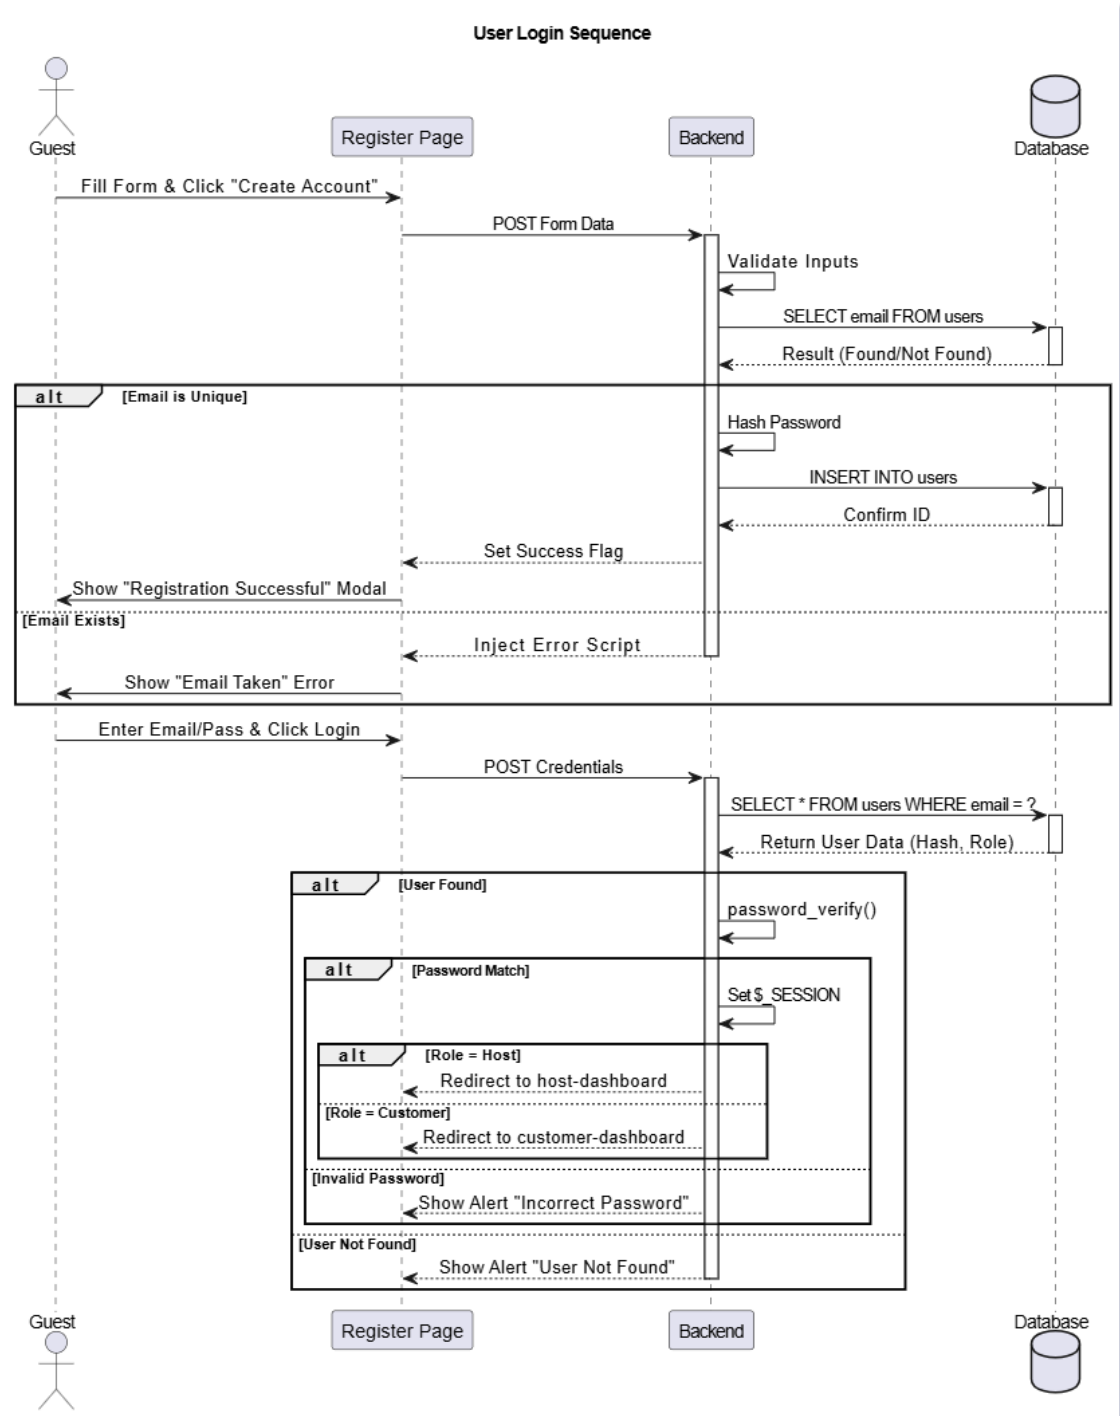 User Login Sequence
Guest
Register Page
Backend
Database
Fill Form & Click "Create Account"
POST Form Data
Validate Inputs
SELECT email FROM users
Result (Found/Not Found)
alt [Email is Unique]
Hash Password
INSERT INTO users
Confirm ID
Set Success Flag
Show "Registration Successful" Modal
[Email Exists]
Inject Error Script
Show "Email Taken" Error
Enter Email/Pass & Click Login
POST Credentials
SELECT * FROM users WHERE email = ?
Return User Data (Hash, Role)
alt [User Found]
password_verify()
alt [Password Match]
Set $_SESSION
alt [Role = Host]
Redirect to host-dashboard
[Role = Customer]
Redirect to customer-dashboard
[Invalid Password]
Show Alert "Incorrect Password"
[User Not Found]
Show Alert "User Not Found"
Guest
Register Page
Backend
Database